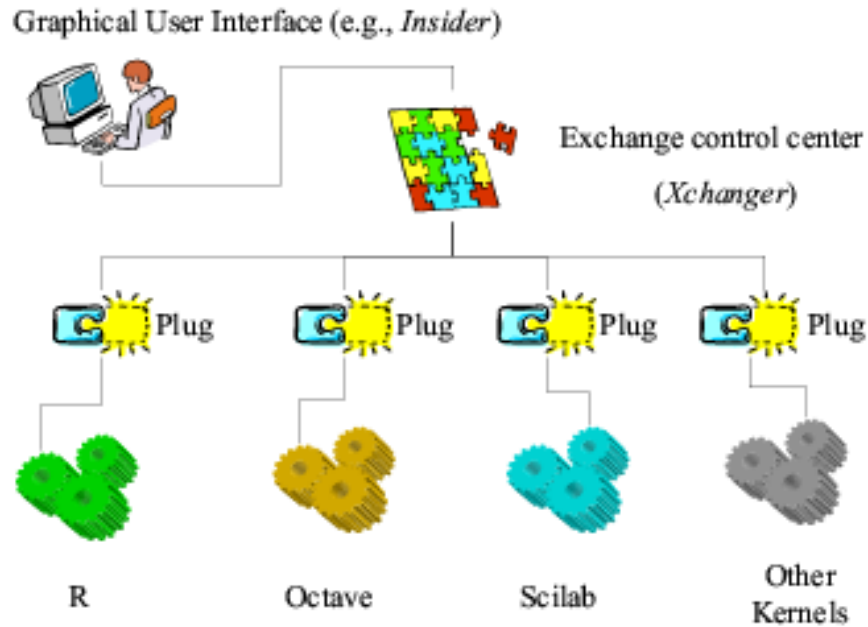 Graphical User Interface (e.g., Insider)
Exchange control center
(Xchanger)
Plug
Plug
Plug
Plug
R
Octave
Scilab
Other
Kernels